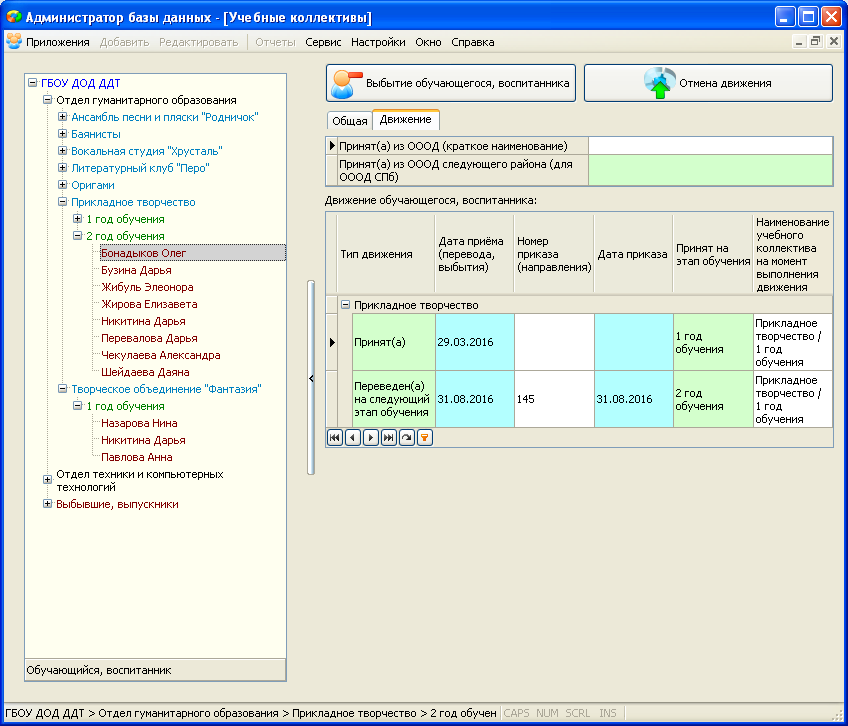 Администратор базы данных - [Учебные коллективы]
Приложения Добавить Редактировать Отчеты Сервис Настройки Окно Справка
ГБОУ ДОД ДДТ
Отдел гуманитарного образования
Ансамбль песни и пляски "Родничок"
Баянисты
Вокальная студия "Хрусталь"
Литературный клуб "Перо"
Оригами
Прикладное творчество
1 год обучения
2 год обучения
Бонадыков Олег
Бузина Дарья
Жибуль Элеонора
Жирова Елизавета
Никитина Дарья
Перевалова Дарья
Чекулаева Александра
Шейдаева Даяна
Творческое объединение "Фантазия"
1 год обучения
Назарова Нина
Никитина Дарья
Павлова Анна
Отдел техники и компьютерных
технологий
Выбывшие, выпускники
Обучающийся, воспитанник
Выбытие обучающегося, воспитанника
Отмена движения
Общая
Движение
Принят(а) из ОООД (краткое наименование)
Принят(а) из ОООД следующего района (для
ОООД СПб)
Движение обучающегося, воспитанника:
Тип движения
Дата приёма
(перевода,
выбытия)
Номер
приказа
(направления)
Дата приказа
Принят на
этап обучения
Наименование
учебного
коллектива
на момент
выполнения
движения
Прикладное творчество
Принят(а)
29.03.2016
1 год
обучения
Прикладное
творчество /
1 год
обучения
Переведен(а)
на следующий
этап обучения
31.08.2016
145
31.08.2016
2 год
обучения
Прикладное
творчество /
1 год
обучения
ГБОУ ДОД ДДТ > Отдел гуманитарного образования > Прикладное творчество > 2 год обучен CAPS NUM SCRL INS